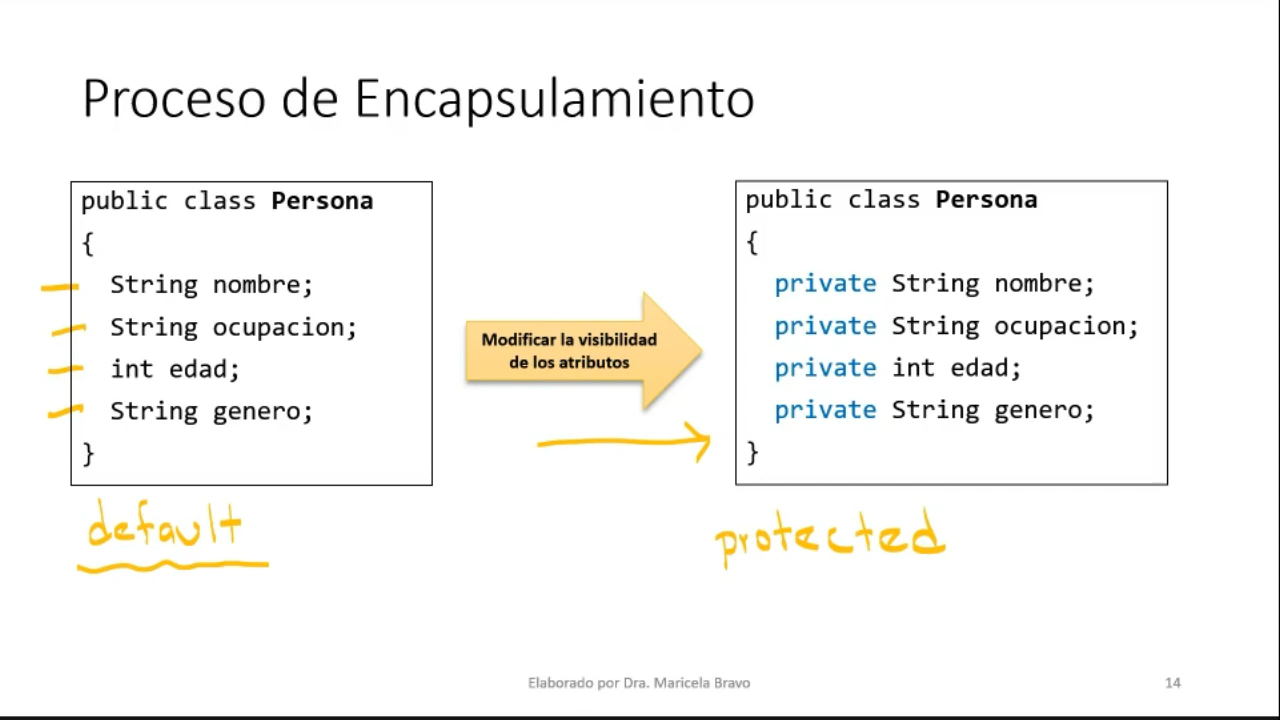 Proceso de Encapsulamiento
public class Persona
{
String nombre;
String ocupacion;
int edad;
String genero;
}
default
Modificar la visibilidad
de los atributos
public class Persona
{
private String nombre;
private String ocupacion;
private int edad;
private String genero;
}
protected
Elaborado por Dra. Maricela Bravo
14